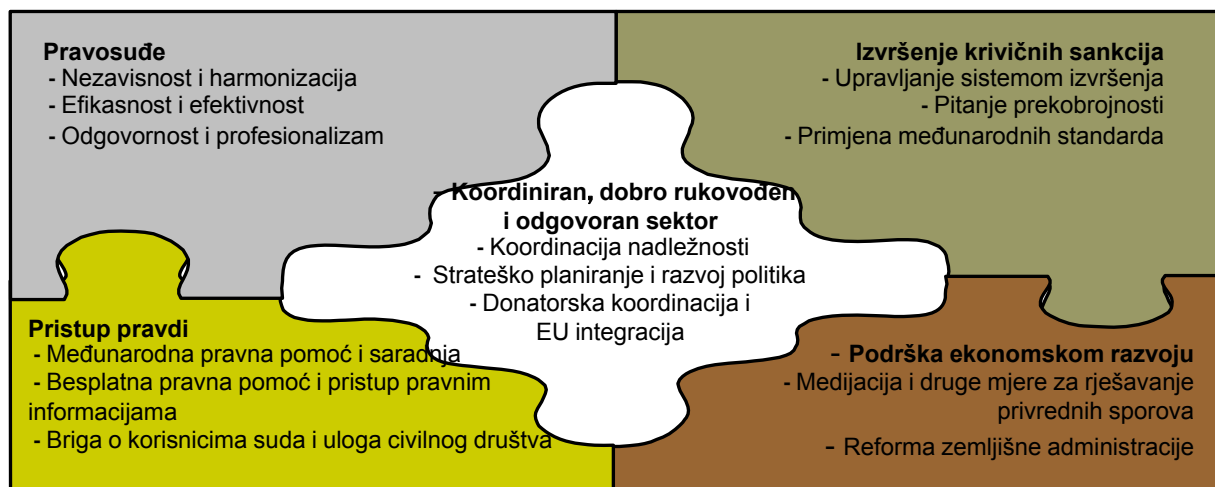 Pravosuđe
- Nezavisnost i harmonizacija
- Efikasnost i efektivnost
- Odgovornost i profesionalizam
Izvršenje krivičnih sankcija
- Upravljanje sistemom izvršenja
- Pitanje prekobrojnosti
- Primjena međunarodnih standarda
- Koordiniran, dobro rukovođen
i odgovoran sektor
- Koordinacija nadležnosti
- Strateško planiranje i razvoj politika
- Donatorska koordinacija i
EU integracija
Pristup pravdi
- Međunarodna pravna pomoć i saradnja
- Besplatna pravna pomoć i pristup pravnim
informacijama
- Briga o korisnicima suda i uloga civilnog društva
- Podrška ekonomskom razvoju
- Medijacija i druge mjere za rješavanje
privrednih sporova
- Reforma zemljišne administracije